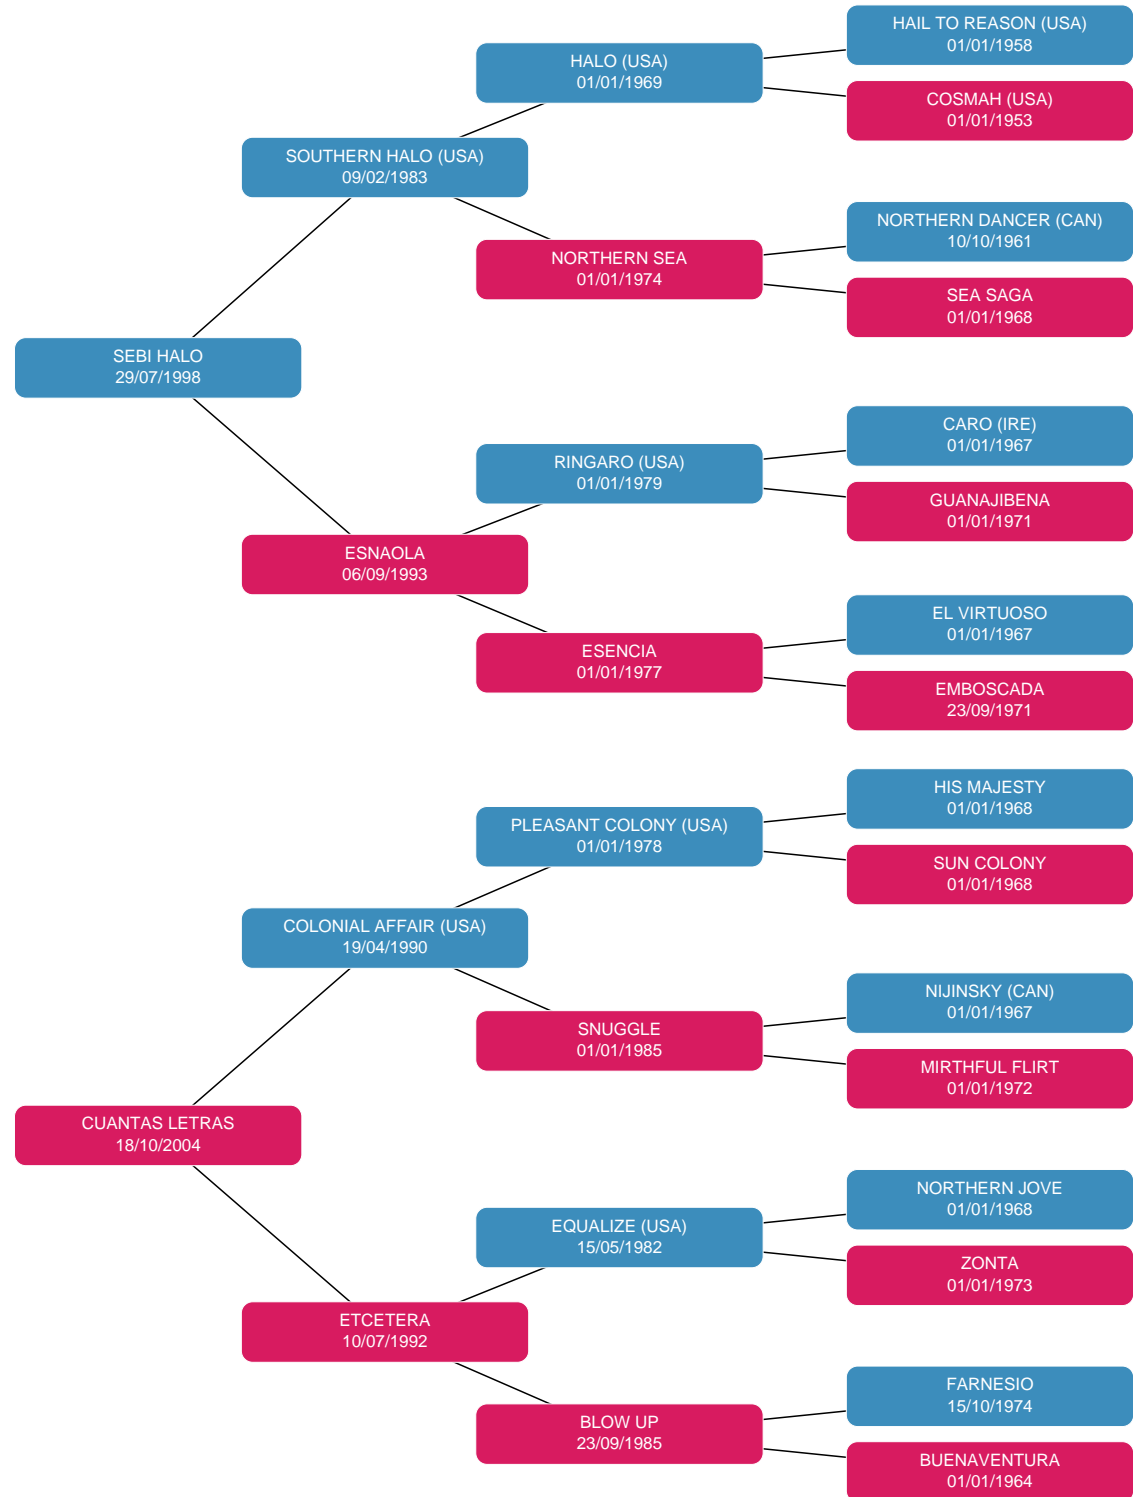 HAIL TO REASON (USA)
01/01/1958
HALO (USA)
01/01/1969
COSMAH (USA)
01/01/1953
SOUTHERN HALO (USA)
09/02/1983
NORTHERN DANCER (CAN)
10/10/1961
NORTHERN SEA
01/01/1974
SEA SAGA
01/01/1968
SEBI HALO
29/07/1998
CARO (IRE)
01/01/1967
RINGARO (USA)
01/01/1979
GUANAJIBENA
01/01/1971
ESNAOLA
06/09/1993
EL VIRTUOSO
01/01/1967
ESENCIA
01/01/1977
EMBOSCADA
23/09/1971
HIS MAJESTY
01/01/1968
PLEASANT COLONY (USA)
01/01/1978
SUN COLONY
01/01/1968
COLONIAL AFFAIR (USA)
19/04/1990
NIJINSKY (CAN)
01/01/1967
SNUGGLE
01/01/1985
MIRTHFUL FLIRT
01/01/1972
CUANTAS LETRAS
18/10/2004
NORTHERN JOVE
01/01/1968
EQUALIZE (USA)
15/05/1982
ZONTA
01/01/1973
ETCETERA
10/07/1992
FARNESIO
15/10/1974
BLOW UP
23/09/1985
BUENAVENTURA
01/01/1964